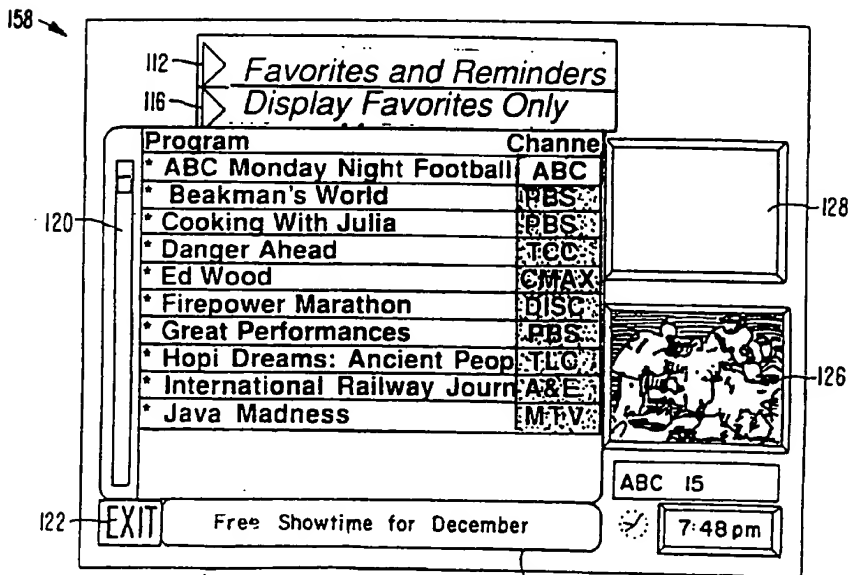 158
112
Favorites and Reminders
116
Display Favorites Only
Program Channe
* ABC Monday Night Football ABC
* Beakman's World PBS
* Cooking With Julia PBS
* Danger Ahead TCC
* Ed Wood CMAX
* Firepower Marathon DISC
* Great Performances PBS
* Hopi Dreams: Ancient Peop TLC
* International Railway Journ A&E
* Java Madness MTV
120
128
126
ABC 15
122
EXIT
Free Showtime for December
7:48 pm